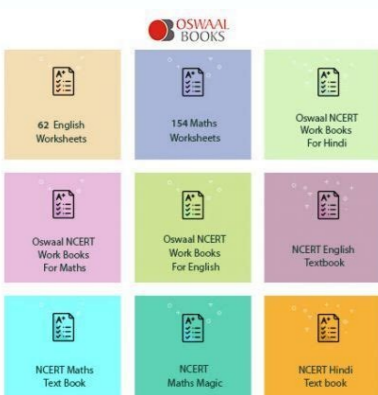 OSWAAL
BOOKS
62 English
Worksheets
154 Maths
Worksheets
Oswaal NCERT
Work Books
For Hindi
Oswaal NCERT
Work Books
For Maths
Oswaal NCERT
Work Books
For English
NCERT English
Textbook
NCERT Maths
Text Book
NCERT
Maths Magic
NCERT Hindi
Text book